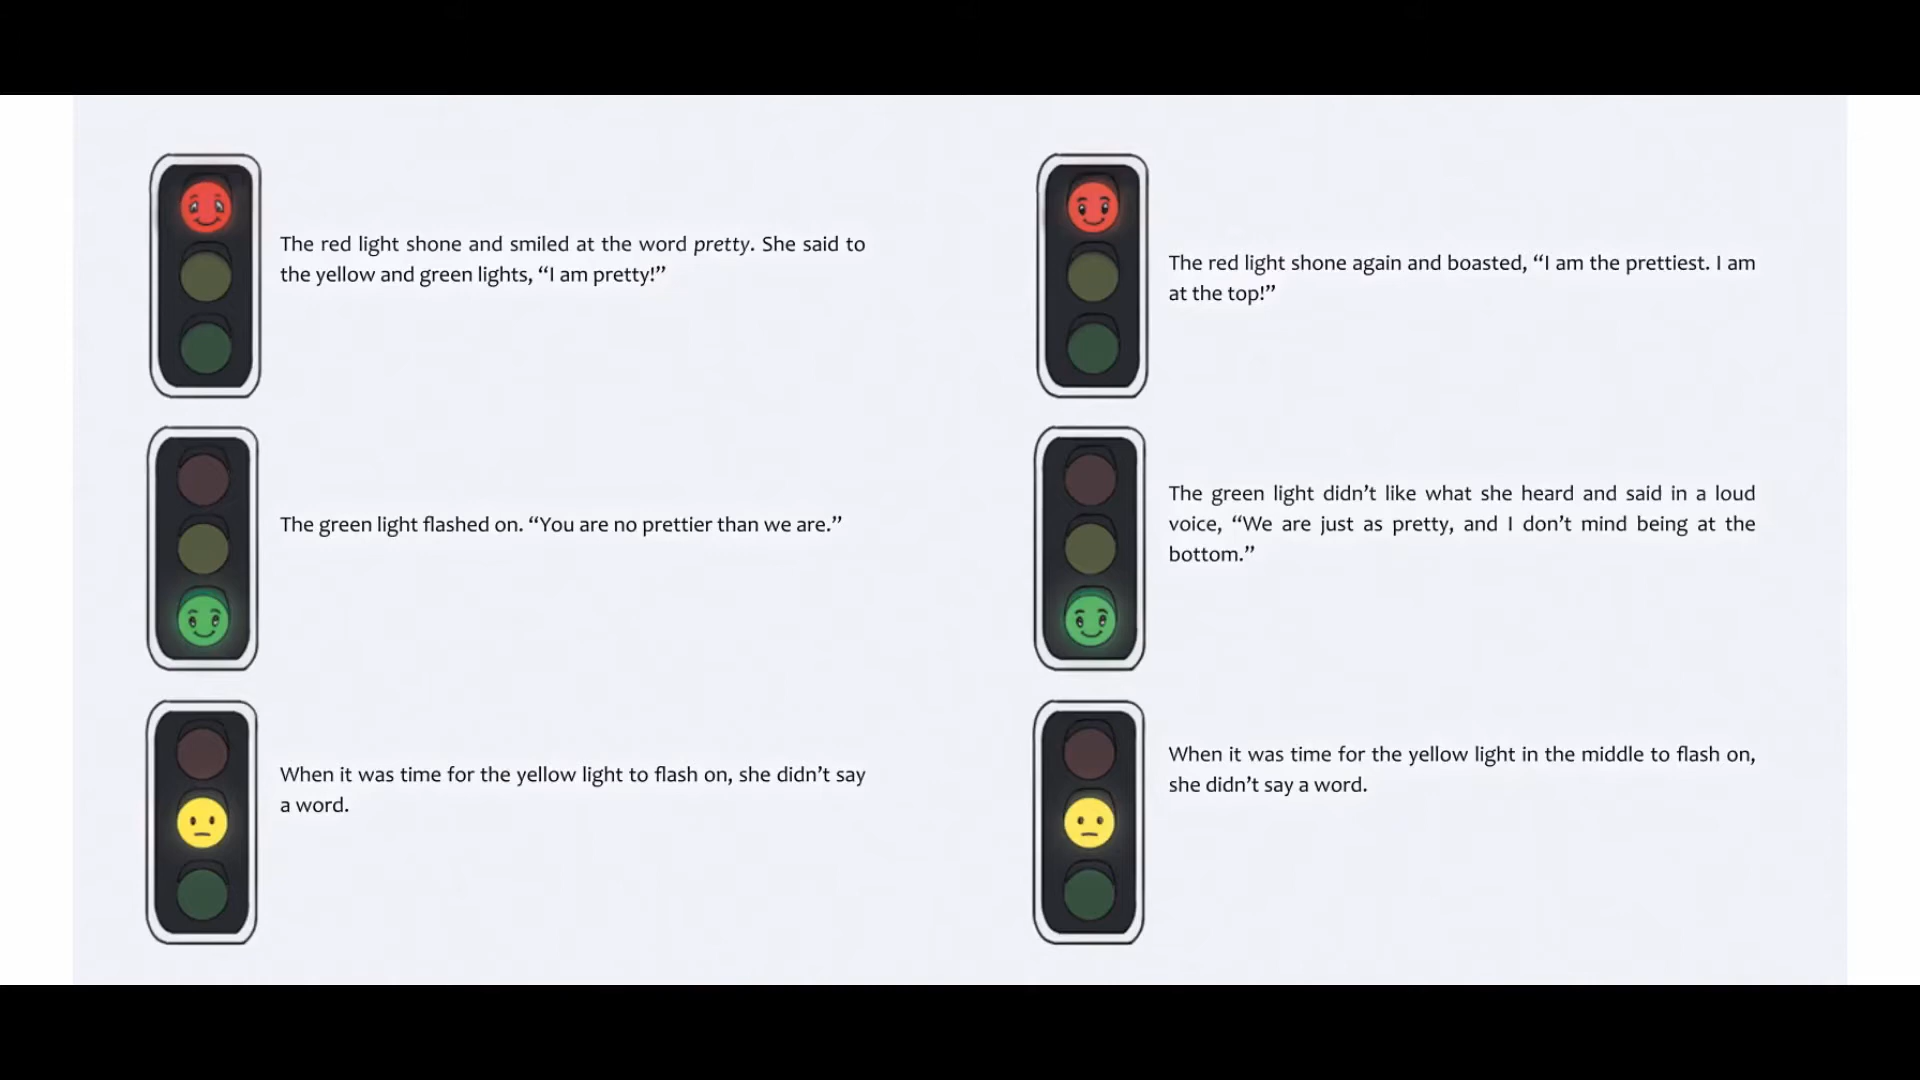 The red light shone and smiled at the word pretty. She said to
the yellow and green lights, “I am pretty!”
The green light flashed on. “You are no prettier than we are.”
When it was time for the yellow light to flash on, she didn’t say
a word.
The red light shone again and boasted, “I am the prettiest. I am
at the top!”
The green light didn’t like what she heard and said in a loud
voice, “We are just as pretty, and I don’t mind being at the
bottom.”
When it was time for the yellow light in the middle to flash on,
she didn’t say a word.